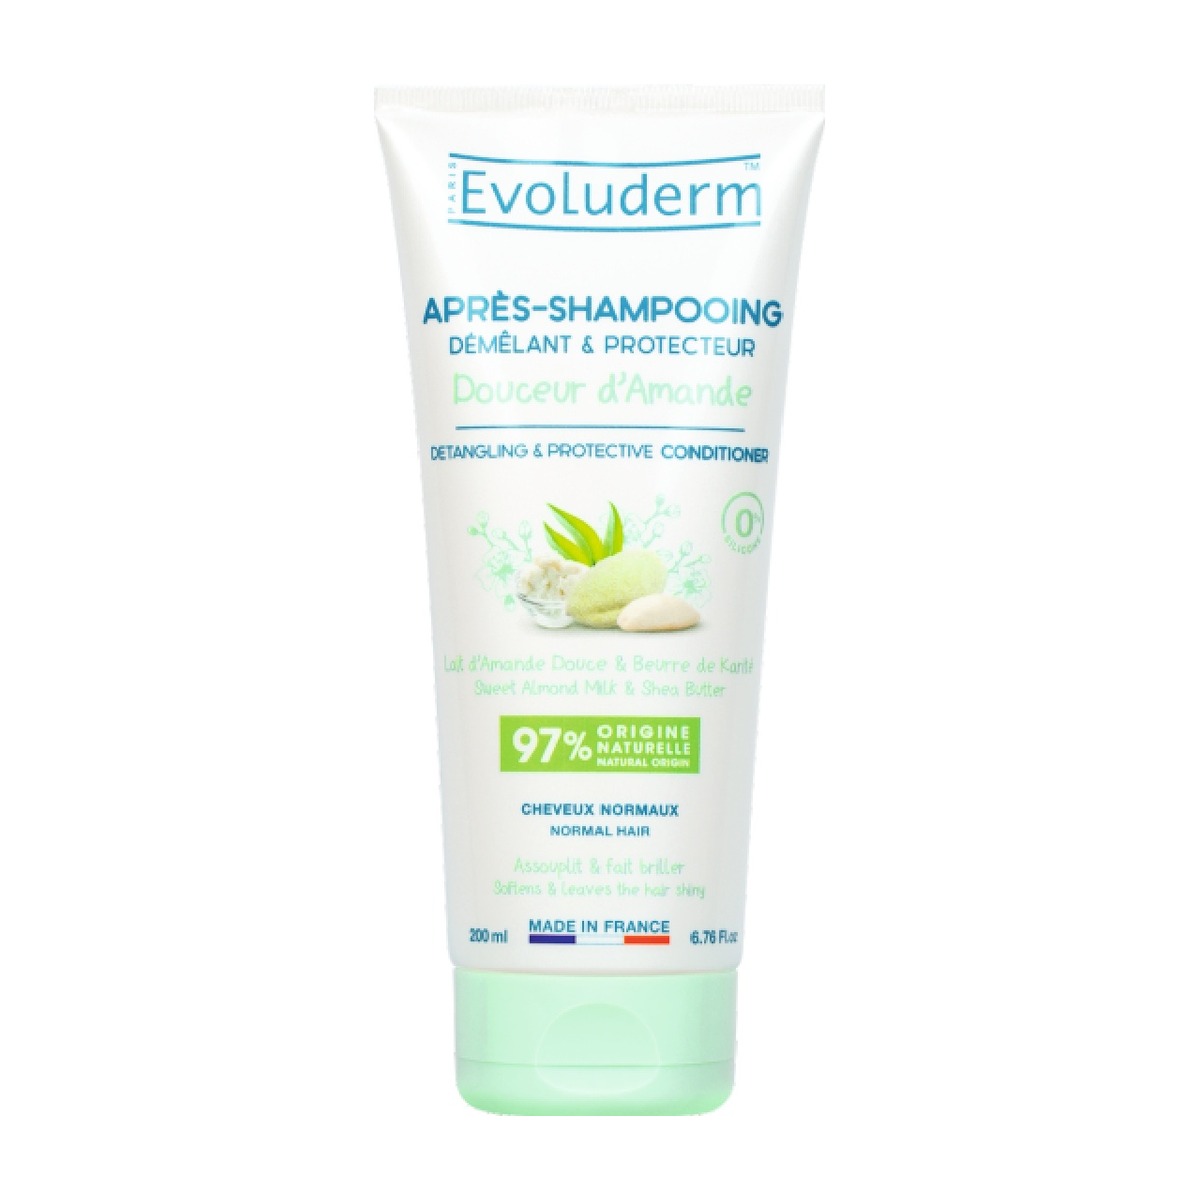 PARIS
Evoluderm™
APRÈS-SHAMPOOING
DÉMÊLANT & PROTECTEUR
Douceur d'Amande
DETANGLING & PROTECTIVE CONDITIONER
0%
SILICONE
Lait d'Amande Douce & Beurre de Karité
Sweet Almond Milk & Shea Butter
97% ORIGINE
NATURELLE
NATURAL ORIGIN
CHEVEUX NORMAUX
NORMAL HAIR
Assouplit & fait briller
Softens & leaves the hair shiny
200 ml
MADE IN FRANCE
6.76 Fl.oz